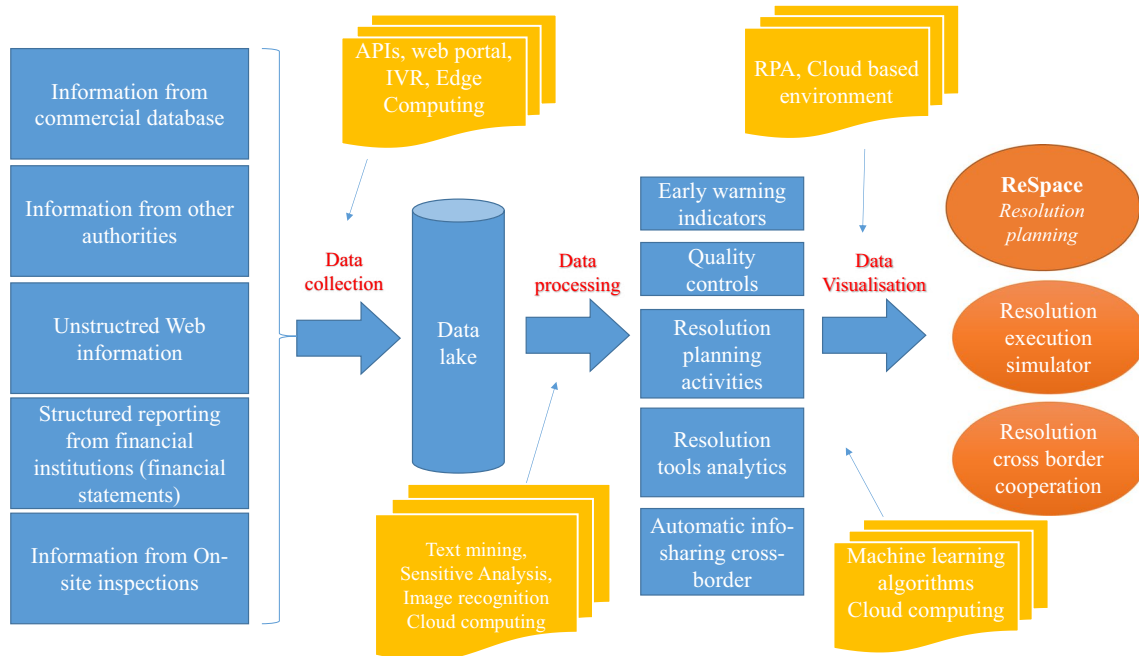 Information from
commercial database
Information from other
authorities
Unstructred Web
information
Structured reporting
from financial
institutions (financial
statements)
Information from On-
site inspections
APIs, web portal,
IVR, Edge
Computing
Data
collection
Data
lake
Data
processing
Text mining,
Sensitive Analysis,
Image recognition
Cloud computing
Early warning
indicators
Quality
controls
Resolution
planning
activities
Resolution
tools analytics
Automatic info-
sharing cross-
border
RPA, Cloud based
environment
Data
Visualisation
Machine learning
algorithms
Cloud computing
ReSpace
Resolution
planning
Resolution
execution
simulator
Resolution
cross border
cooperation